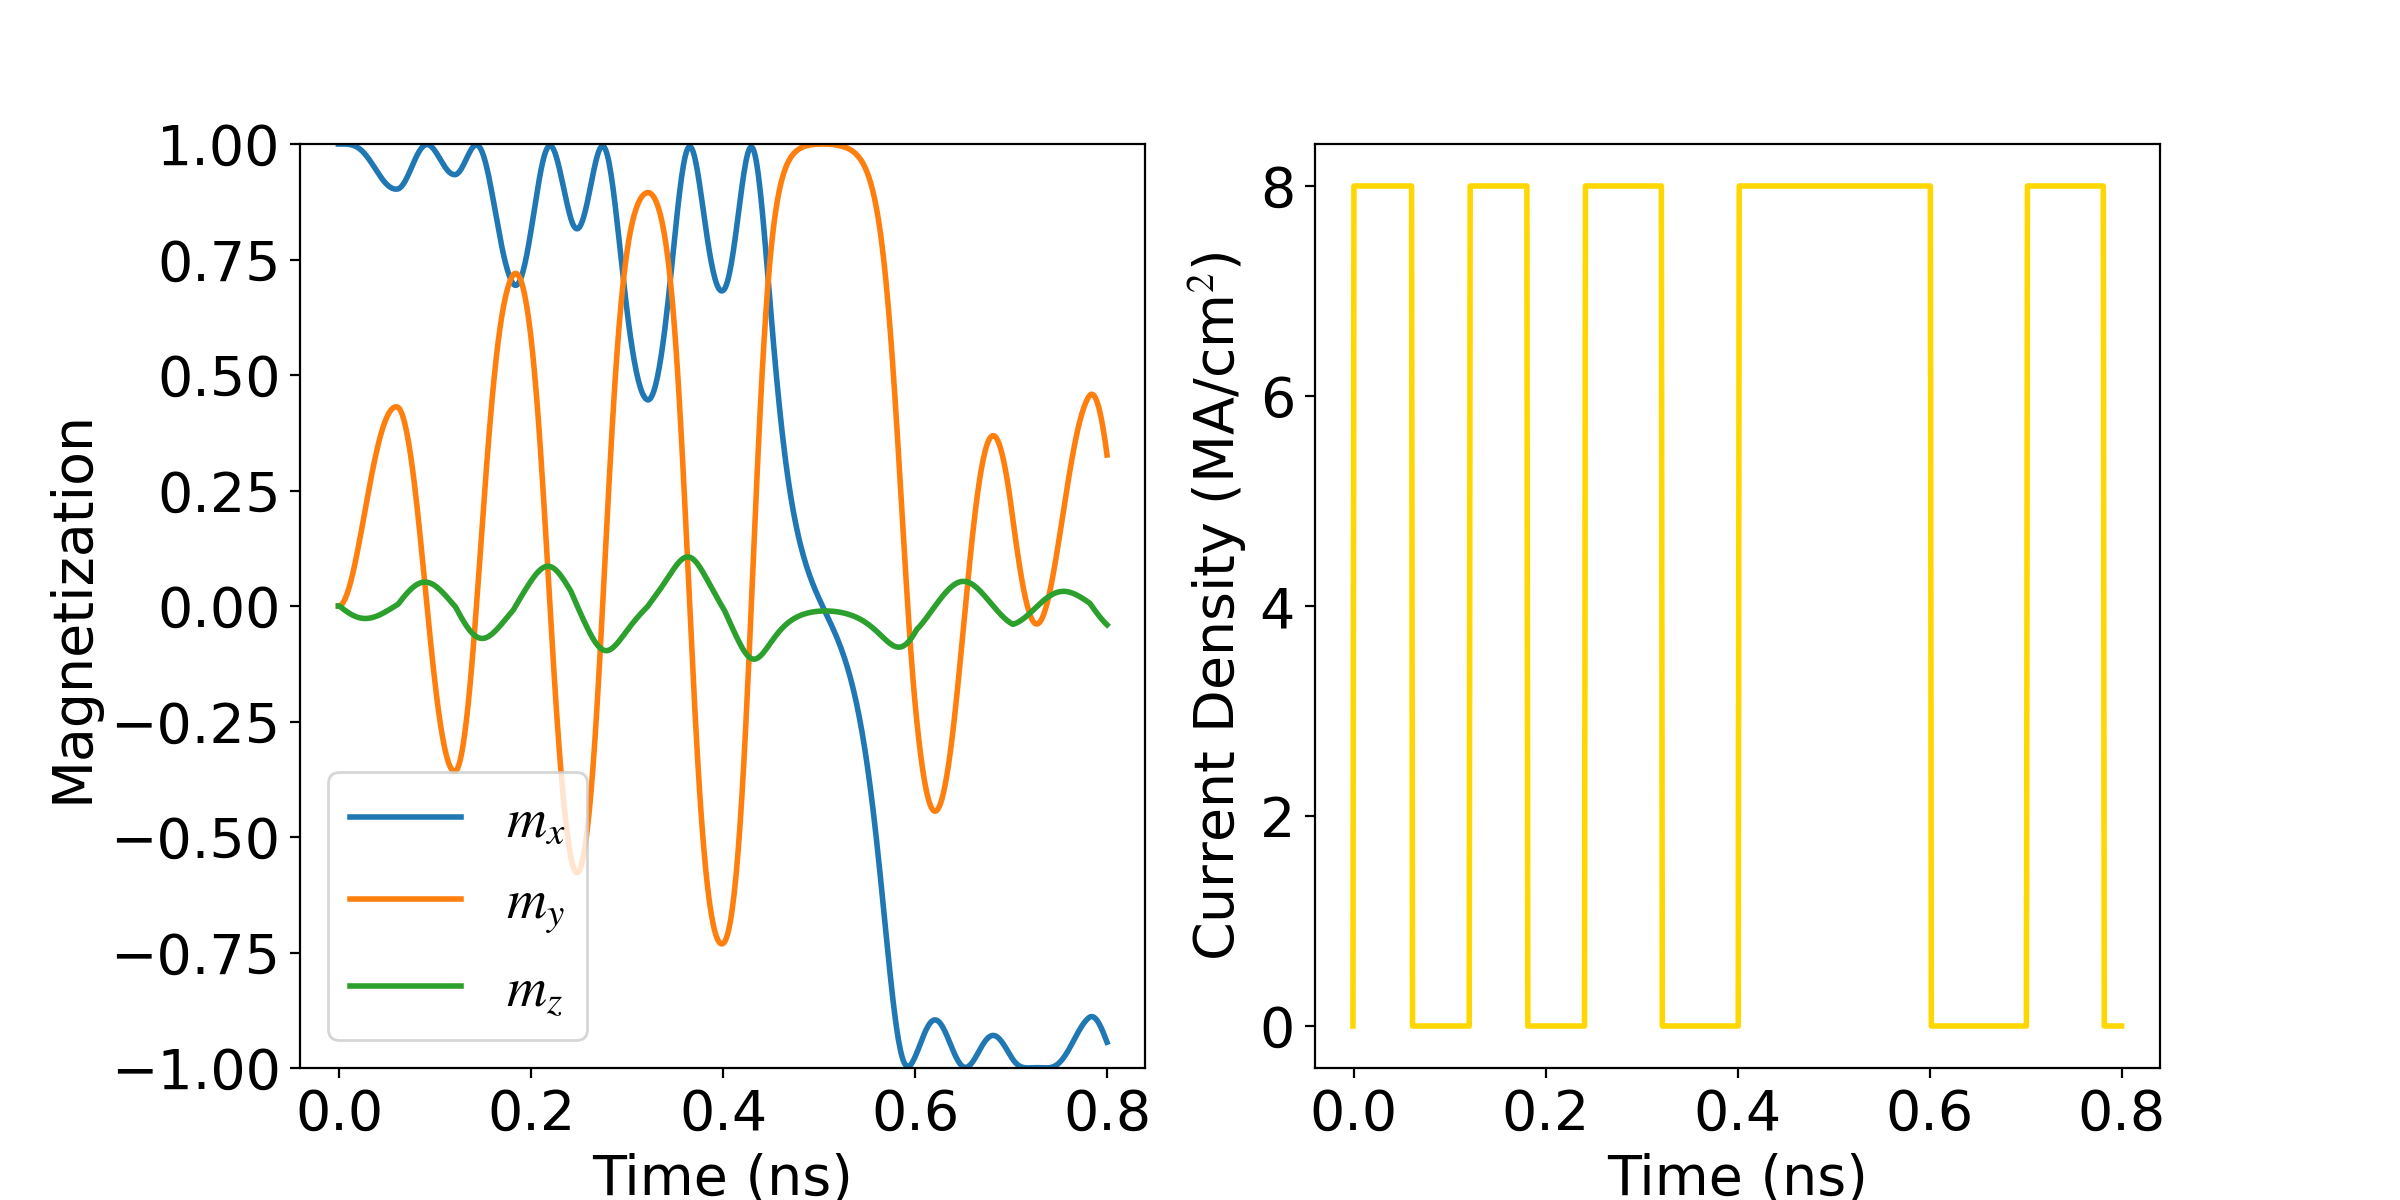 Magnetization
1.00
0.75
0.50
0.25
0.00
−0.25
−0.50
−0.75
−1.00
m_x
m_y
m_z
0.0 0.2 0.4 0.6 0.8
Time (ns)
Current Density (MA/cm²)
8
6
4
2
0
0.0 0.2 0.4 0.6 0.8
Time (ns)